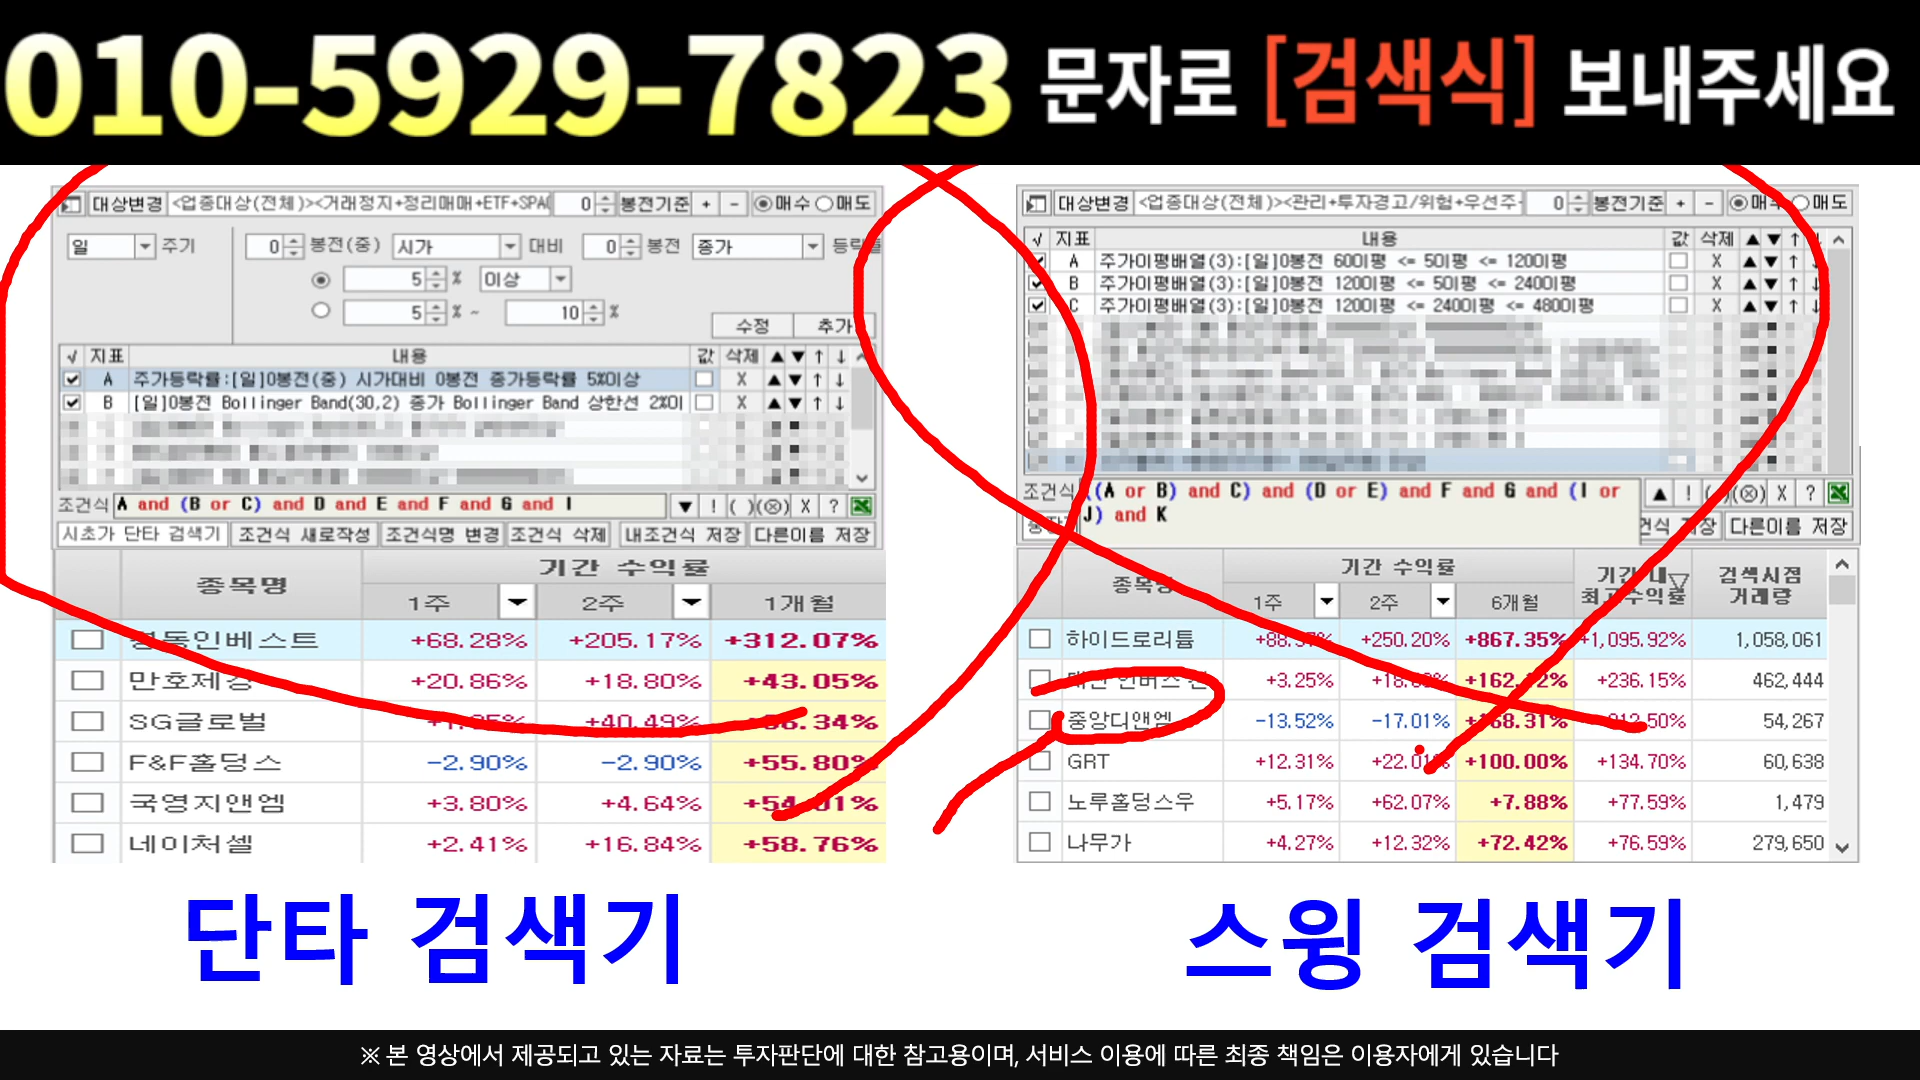 010-5929-7823 문자로 [검색식] 보내주세요
대상변경 <업종대상(전체)><거래정지+정리매매+ETF+SPA 0 봉전기준 + - 매수 매도
일 주기 0 봉전(중) 시가 대비 0 봉전 종가
5 % 이상
5 % ~ 10 %
수정 추가
√ 지표 내용 값 삭제 ▲ ▼ ↑ ↓
A 주가등락률:[일]0봉전(중) 시가대비 0봉전 종가등락률 5%이상 X ▲ ▼ ↑ ↓
B [일]0봉전 Bollinger Band(30,2) 종가 Bollinger Band 상한선 2%이 X ▲ ▼ ↑ ↓
조건식 A and (B or C) and D and E and F and G and I ▼ ! ( ) (⊗) X ?
시초가 단타 검색기 조건식 새로작성 조건식명 변경 조건식 삭제 내조건식 저장 다른이름 저장
종목명 기간 수익률
1주 2주 1개월
+68.28% +205.17% +312.07%
만호제강 +20.86% +18.80% +43.05%
SG글로벌 +40.49%
F&F홀딩스 -2.90% -2.90% +55.80%
국영지앤엠 +3.80% +4.64%
네이처셀 +2.41% +16.84% +58.76%
대상변경 <업종대상(전체)><관리+투자경고/위험+우선주+ 0 봉전기준 + - 매수 매도
√ 지표 내용 값 삭제 ▲ ▼ ↑
A 주가이평배열(3):[일]0봉전 60이평 <= 5이평 <= 120이평 X ▲ ▼ ↑
B 주가이평배열(3):[일]0봉전 120이평 <= 5이평 <= 240이평 X ▲ ▼ ↑ ↓
C 주가이평배열(3):[일]0봉전 120이평 <= 240이평 <= 480이평 X ▲ ▼ ↑ ↓
조건식 ((A or B) and C) and (D or E) and F and G and (I or ▲ ! (⊗) X ?
J) and K
저장 다른이름 저장
종목명 기간 수익률 기간 내 최고수익률 검색시점 거래량
1주 2주 6개월
하이드로리튬 +250.20% +867.35% +1,095.92% 1,058,061
+3.25% +236.15% 462,444
중앙디앤엠 -13.52% -17.01% 54,267
GRT +12.31% +100.00% +134.70% 60,638
노루홀딩스우 +5.17% +62.07% +7.88% +77.59% 1,479
나무가 +4.27% +12.32% +72.42% +76.59% 279,650
단타 검색기
스윙 검색기
※ 본 영상에서 제공되고 있는 자료는 투자판단에 대한 참고용이며, 서비스 이용에 따른 최종 책임은 이용자에게 있습니다